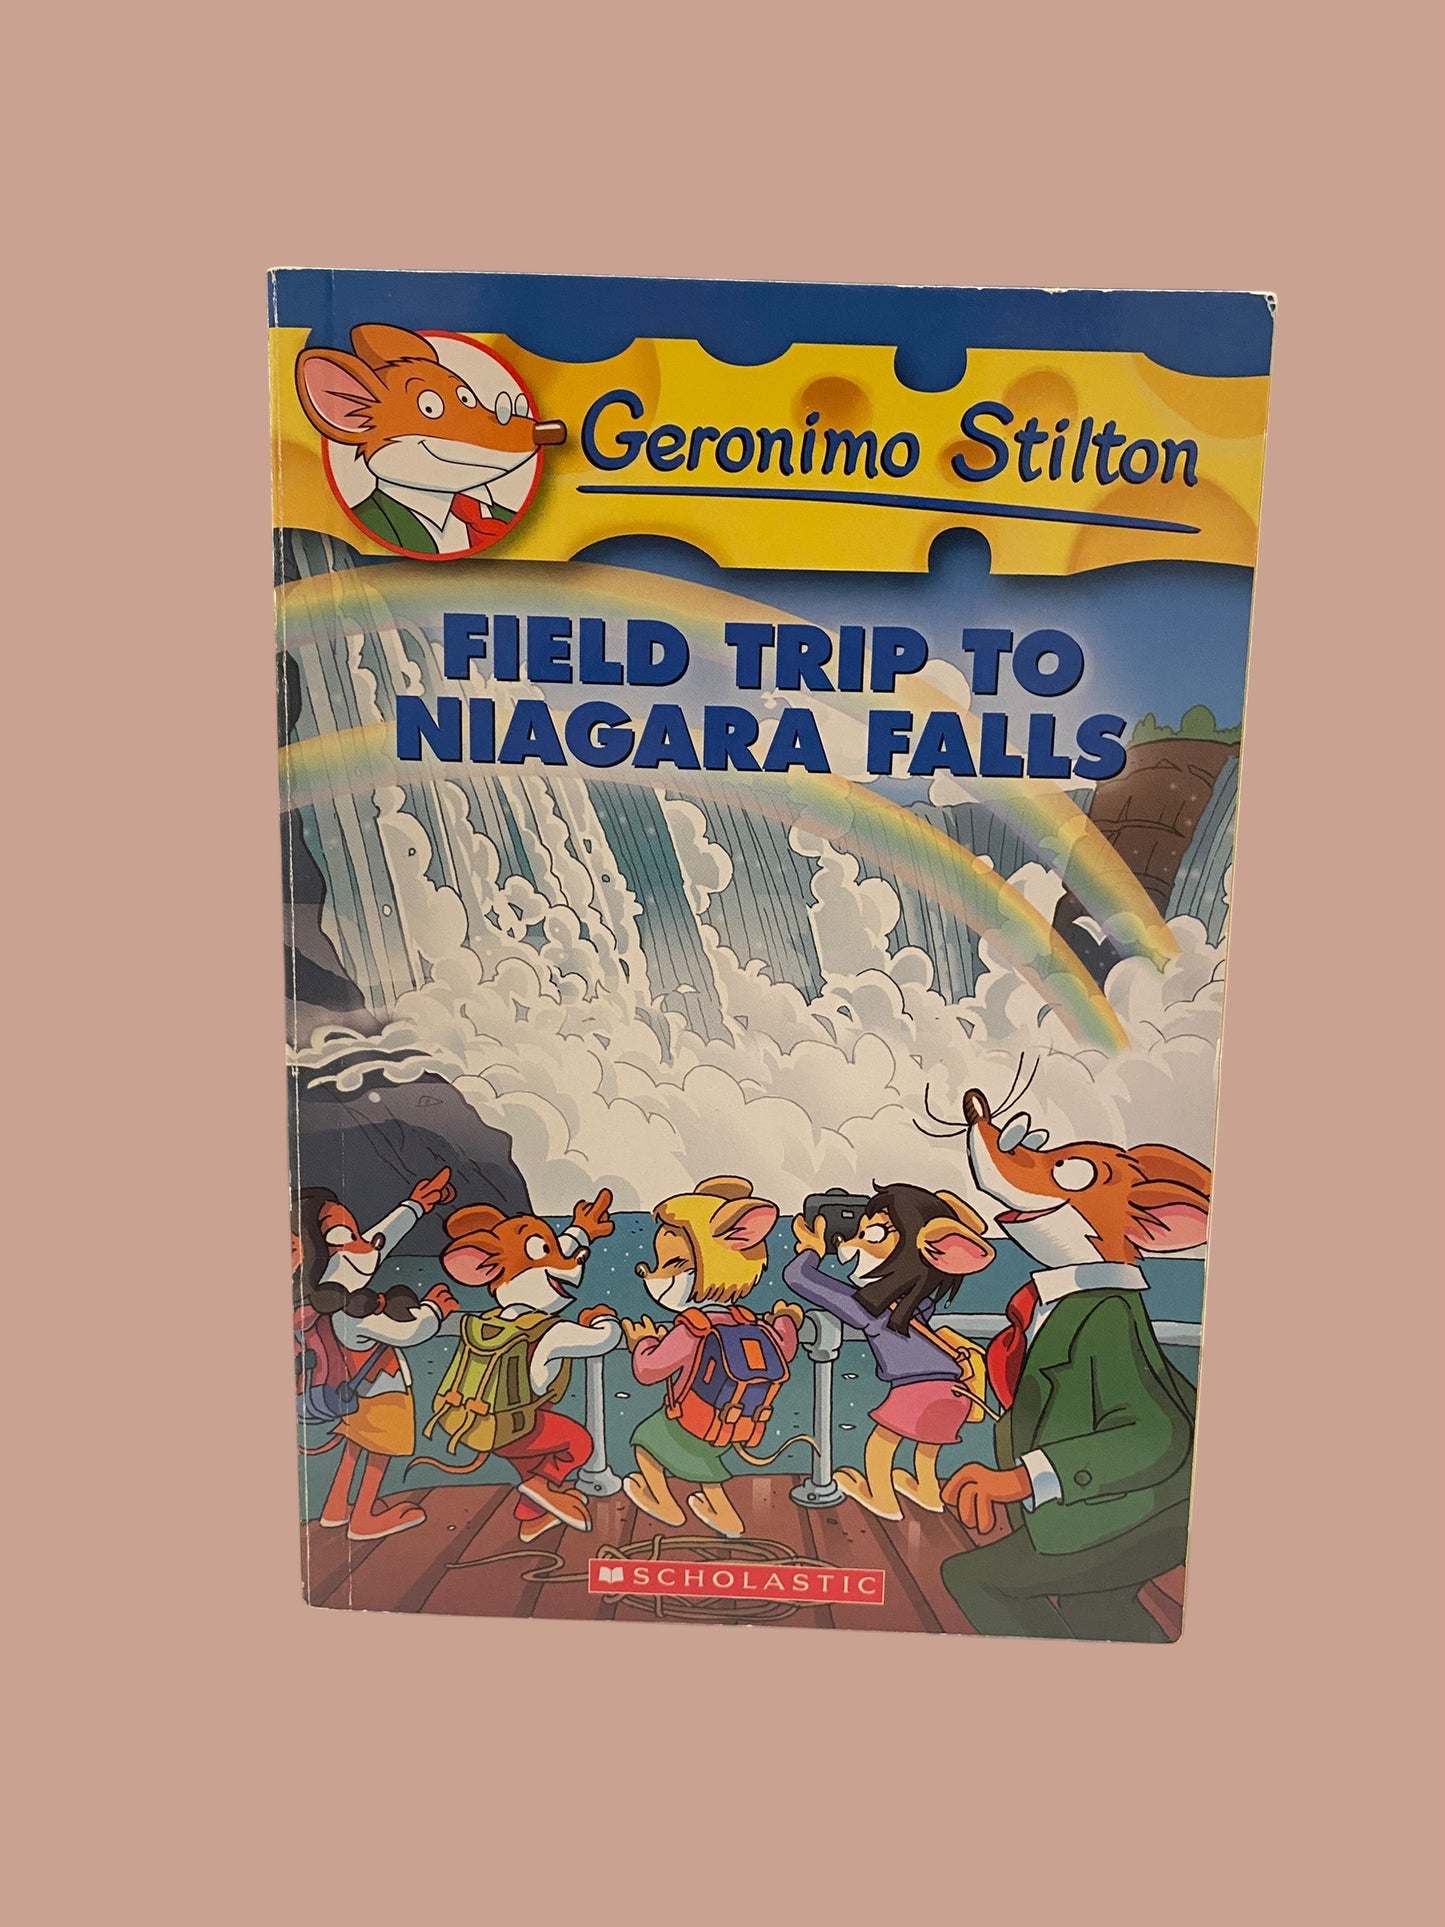 Geronimo Stilton
FIELD TRIP TO
NIAGARA FALLS
SCHOLASTIC